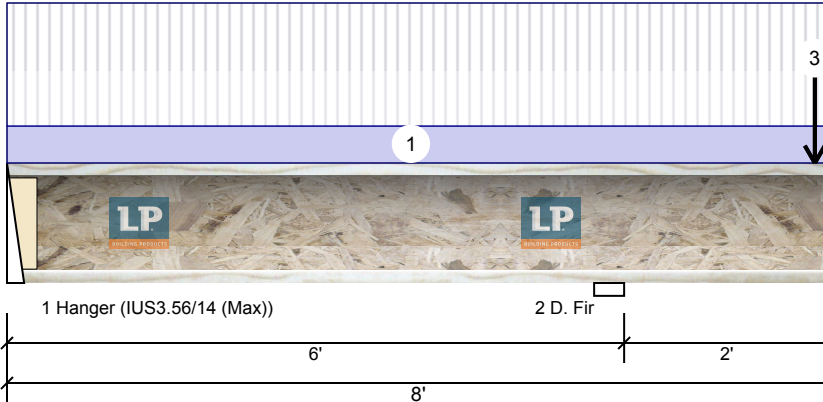 3
1
LP
BUILDING PRODUCTS
LP
BUILDING PRODUCTS
1 Hanger (IUS3.56/14 (Max))
2 D. Fir
6'
2'
8'